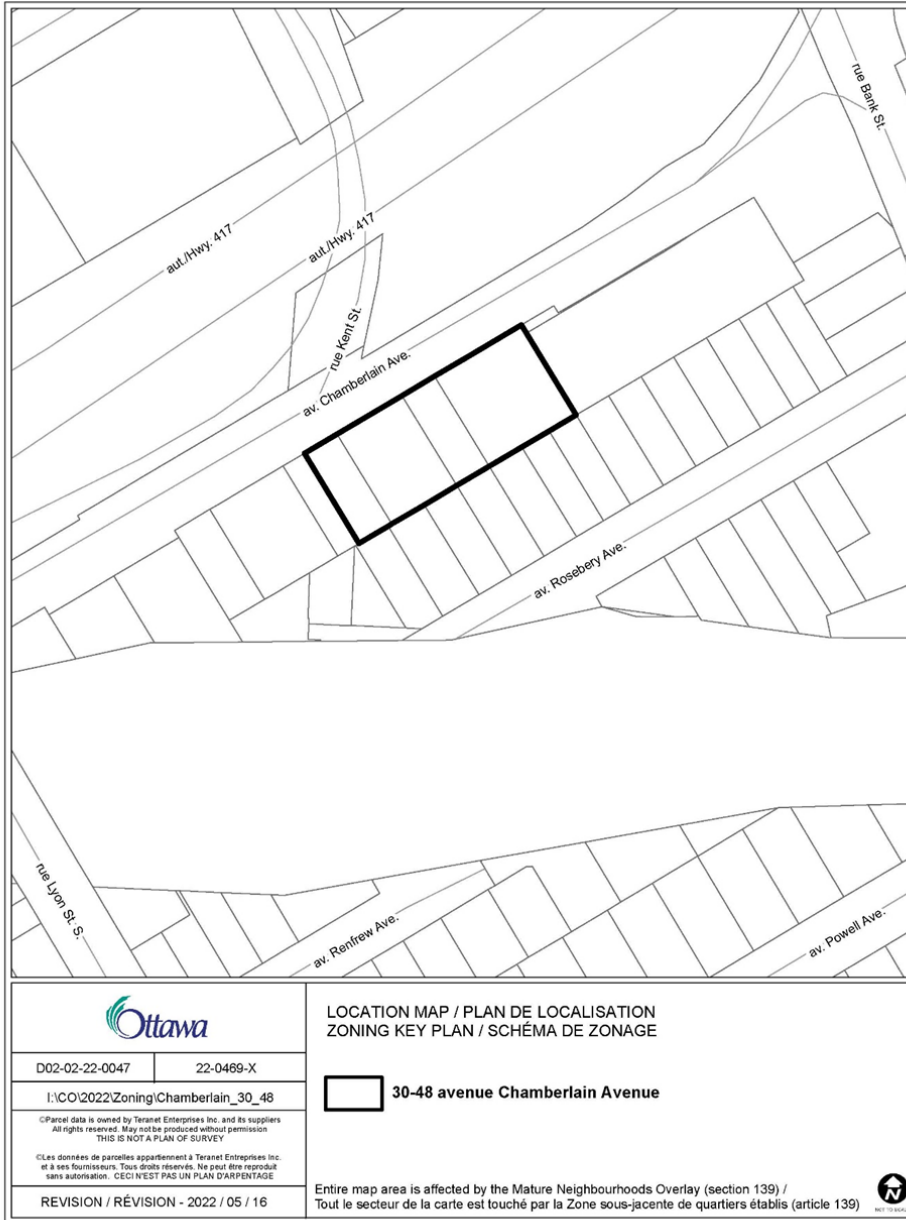 rue Bank St.
aut./Hwy. 417
aut./Hwy. 417
rue Kent St.
av. Chamberlain Ave.
av. Rosebery Ave.
rue Lyon St. S.
av. Renfrew Ave.
av. Powell Ave.
Ottawa
D02-02-22-0047
22-0469-X
I:\CO\2022\Zoning\Chamberlain_30_48
©Parcel data is owned by Teranet Enterprises Inc. and its suppliers
All rights reserved. May not be produced without permission
THIS IS NOT A PLAN OF SURVEY
©Les données de parcelles appartiennent à Teranet Entreprises Inc.
et à ses fournisseurs. Tous droits réservés. Ne peut être reproduit
sans autorisation. CECI N'EST PAS UN PLAN D'ARPENTAGE
REVISION / RÉVISION - 2022 / 05 / 16
LOCATION MAP / PLAN DE LOCALISATION
ZONING KEY PLAN / SCHÉMA DE ZONAGE
30-48 avenue Chamberlain Avenue
Entire map area is affected by the Mature Neighbourhoods Overlay (section 139) /
Tout le secteur de la carte est touché par la Zone sous-jacente de quartiers établis (article 139)
N
NOT TO SCALE